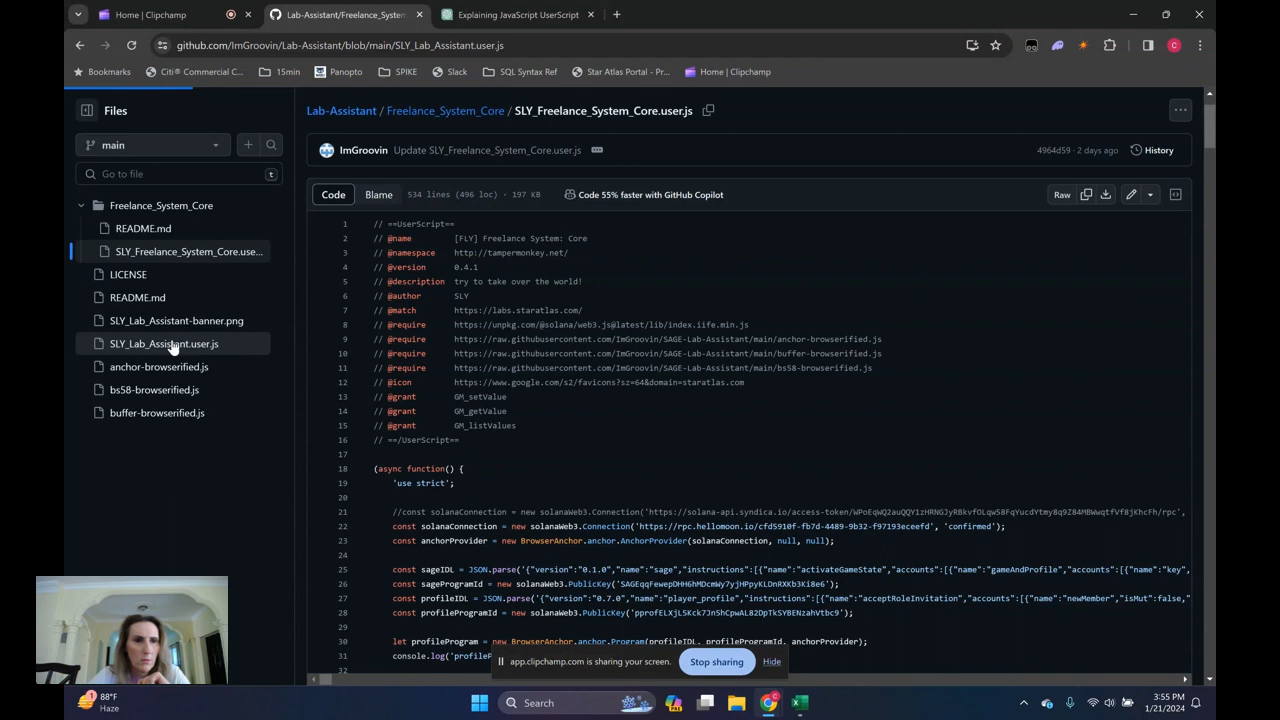 Home | Clipchamp
Lab-Assistant/Freelance_System
Explaining JavaScript UserScript
github.com/ImGroovin/Lab-Assistant/blob/main/SLY_Lab_Assistant.user.js
Bookmarks
Citi® Commercial C...
15min
Panopto
SPIKE
Slack
SQL Syntax Ref
Star Atlas Portal - Pr...
Home | Clipchamp
Files
main
Go to file
t
Freelance_System_Core
README.md
SLY_Freelance_System_Core.use...
LICENSE
README.md
SLY_Lab_Assistant-banner.png
SLY_Lab_Assistant.user.js
anchor-browserified.js
bs58-browserified.js
buffer-browserified.js
Lab-Assistant / Freelance_System_Core / SLY_Freelance_System_Core.user.js
ImGroovin Update SLY_Freelance_System_Core.user.js
4964d59 · 2 days ago
History
Code
Blame
534 lines (496 loc) · 197 KB
Code 55% faster with GitHub Copilot
Raw
1 // ==UserScript==
2 // @name [FLY] Freelance System: Core
3 // @namespace http://tampermonkey.net/
4 // @version 0.4.1
5 // @description try to take over the world!
6 // @author SLY
7 // @match https://labs.staratlas.com/
8 // @require https://unpkg.com/@solana/web3.js@latest/lib/index.iife.min.js
9 // @require https://raw.githubusercontent.com/ImGroovin/SAGE-Lab-Assistant/main/anchor-browserified.js
10 // @require https://raw.githubusercontent.com/ImGroovin/SAGE-Lab-Assistant/main/buffer-browserified.js
11 // @require https://raw.githubusercontent.com/ImGroovin/SAGE-Lab-Assistant/main/bs58-browserified.js
12 // @icon https://www.google.com/s2/favicons?sz=64&domain=staratlas.com
13 // @grant GM_setValue
14 // @grant GM_getValue
15 // @grant GM_listValues
16 // ==/UserScript==
17
18 (async function() {
19 'use strict';
20
21 //const solanaConnection = new solanaWeb3.Connection('https://solana-api.syndica.io/access-token/
22 const solanaConnection = new solanaWeb3.Connection('https://rpc.hellomoon.io/cfd5910f-fb7d-4489-9b32-f97193eceefd', 'confirmed');
23 const anchorProvider = new BrowserAnchor.anchor.AnchorProvider(solanaConnection, null, null);
24
25 const sageIDL = JSON.parse('{"version":"0.1.0","name":"sage","instructions":[{"name":"activateGameState","accounts":[{"name":"gameAndProfile","accounts":[{"name":"key",
26 const sageProgramId = new solanaWeb3.PublicKey('SAGEqqFewepDHH6hMDcmWy7yjHPpyKLDnRXKb3Ki8e6');
27 const profileIDL = JSON.parse('{"version":"0.7.0","name":"player_profile","instructions":[{"name":"acceptRoleInvitation","accounts":[{"name":"newMember","isMut":false,
28 const profileProgramId = new solanaWeb3.PublicKey('pprofELXjL5Kck7Jn5hCpwAL82DpTkSYBENzahVtbc9');
29
30 let profileProgram = new BrowserAnchor.anchor.Program(profileIDL, profileProgramId, anchorProvider);
31 console.log('profileP
32
app.clipchamp.com is sharing your screen.
Stop sharing
Hide
1
88°F
Haze
Search
3:55 PM
1/21/2024